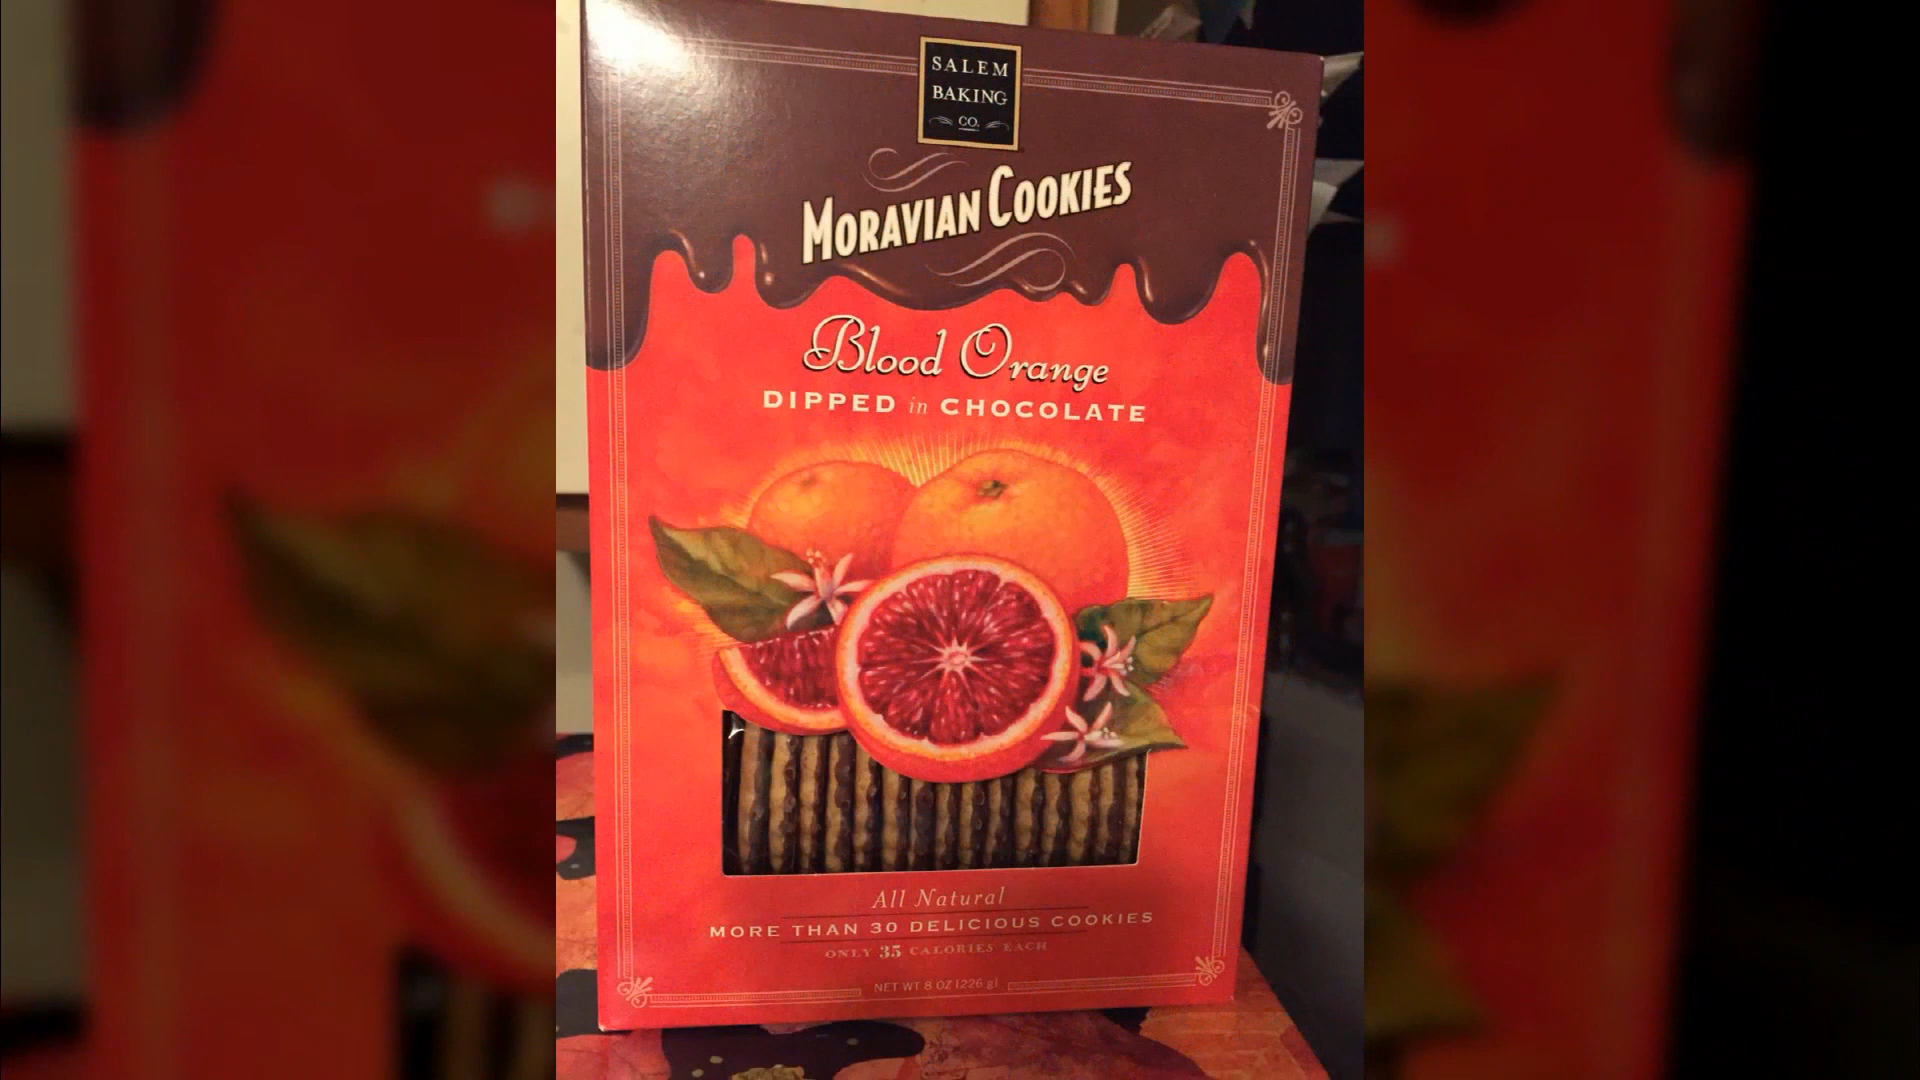 SALEM
BAKING
CO.
MORAVIAN COOKIES
Blood Orange
DIPPED in CHOCOLATE
All Natural
MORE THAN 30 DELICIOUS COOKIES
ONLY 35 CALORIES EACH
NET WT 8 OZ (226 g)